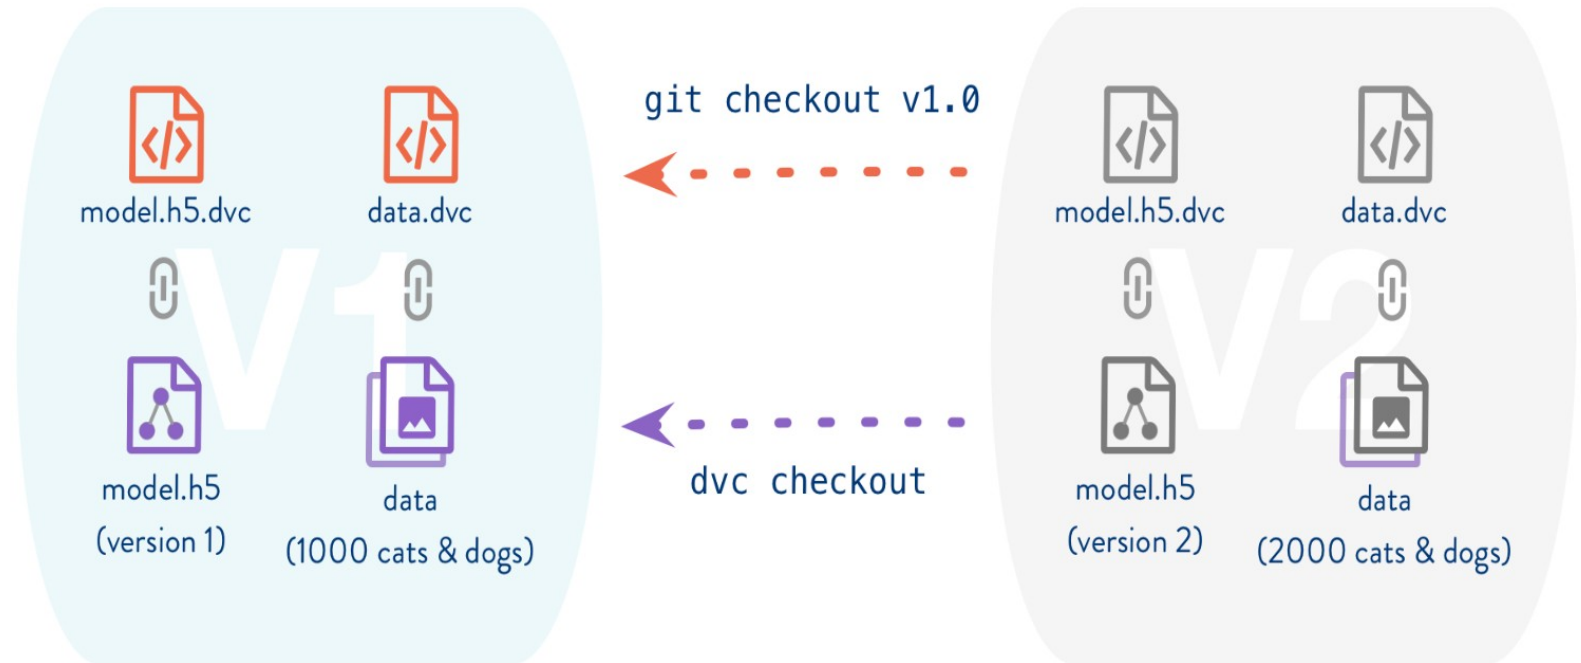 git checkout v1.0
model.h5.dvc
data.dvc
model.h5.dvc
data.dvc
V1
V2
dvc checkout
model.h5
(version 1)
data
(1000 cats & dogs)
model.h5
(version 2)
data
(2000 cats & dogs)